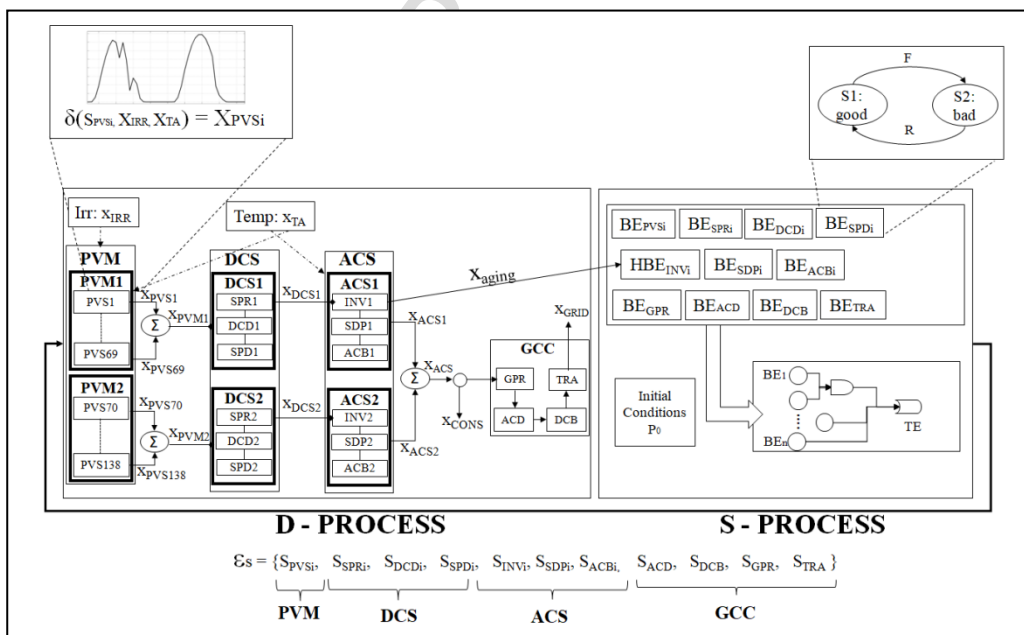 δ(SPVSi, XIRR, XTA) = XPVSi
F
S1:
good
S2:
bad
R
Irr: xIRR
Temp: xTA
PVM
PVM1
PVS1
PVS69
xPVS1
xPVM1
xPVS69
Σ
PVM2
PVS70
PVS138
xPVS70
xPVM2
xPVS138
Σ
DCS
DCS1
SPR1
DCD1
SPD1
xDCS1
DCS2
SPR2
DCD2
SPD2
xDCS2
ACS
ACS1
INV1
SDP1
ACB1
xACS1
ACS2
INV2
SDP2
ACB2
xACS2
Σ
xACS
xCONS
xaging
xGRID
GCC
GPR
TRA
ACD
DCB
BEPVSi
BESPRi
BEDCDi
BESPDi
HBEINVi
BESDPi
BEACBi
BEGPR
BEACD
BEDCB
BETRA
Initial
Conditions
P0
BE1
BEn
TE
D - PROCESS
S - PROCESS
Ɛs = {SPVSi, SSPRi, SDCDi, SSPDi, SINVi, SSDPi, SACBi, SACD, SDCB, SGPR, STRA }
PVM
DCS
ACS
GCC